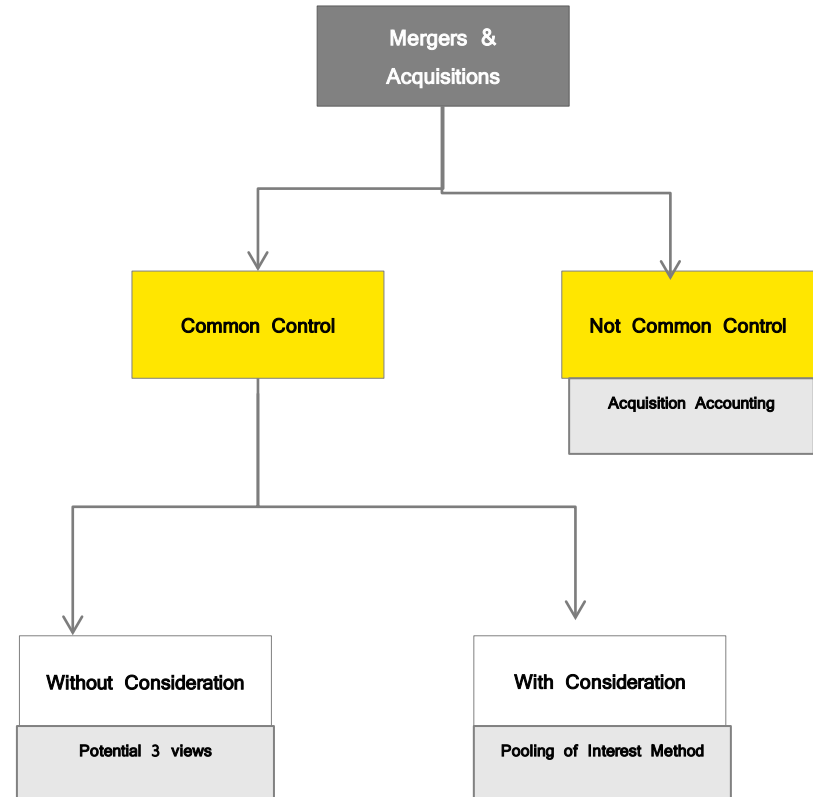 Mergers &
Acquisitions
Common Control
Not Common Control
Acquisition Accounting
Without Consideration
With Consideration
Potential 3 views
Pooling of Interest Method